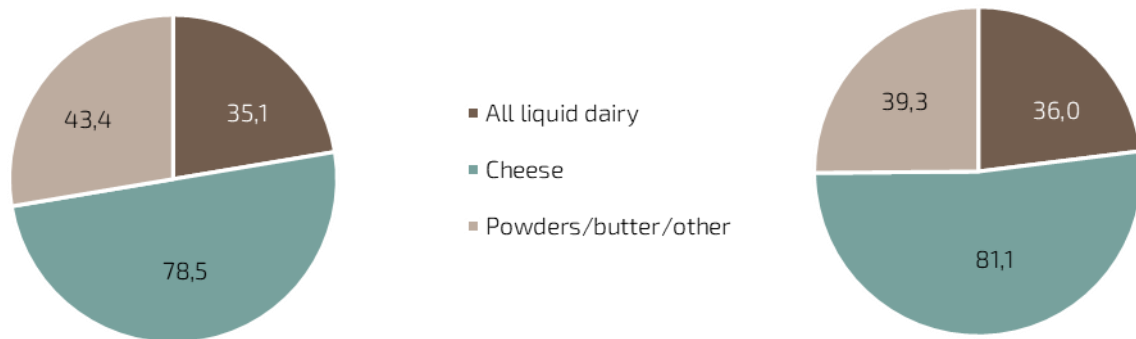 43,4
35,1
78,5
All liquid dairy
Cheese
Powders/butter/other
39,3
36,0
81,1